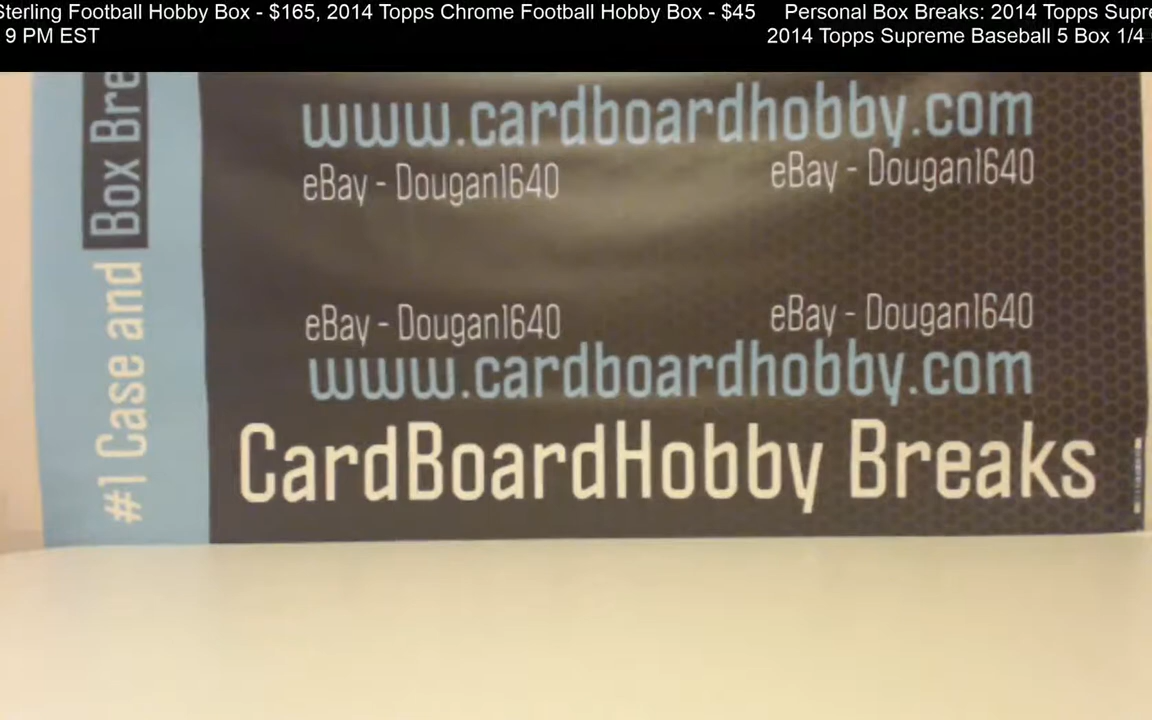 Sterling Football Hobby Box - $165, 2014 Topps Chrome Football Hobby Box - $45 Personal Box Breaks: 2014 Topps
9 PM EST 2014 Topps Supreme Baseball 5 Box 1/4
www.cardboardhobby.com
eBay - Dougan1640 eBay - Dougan1640
eBay - Dougan1640 eBay - Dougan1640
www.cardboardhobby.com
CardBoardHobby Breaks
#1 Case and Box